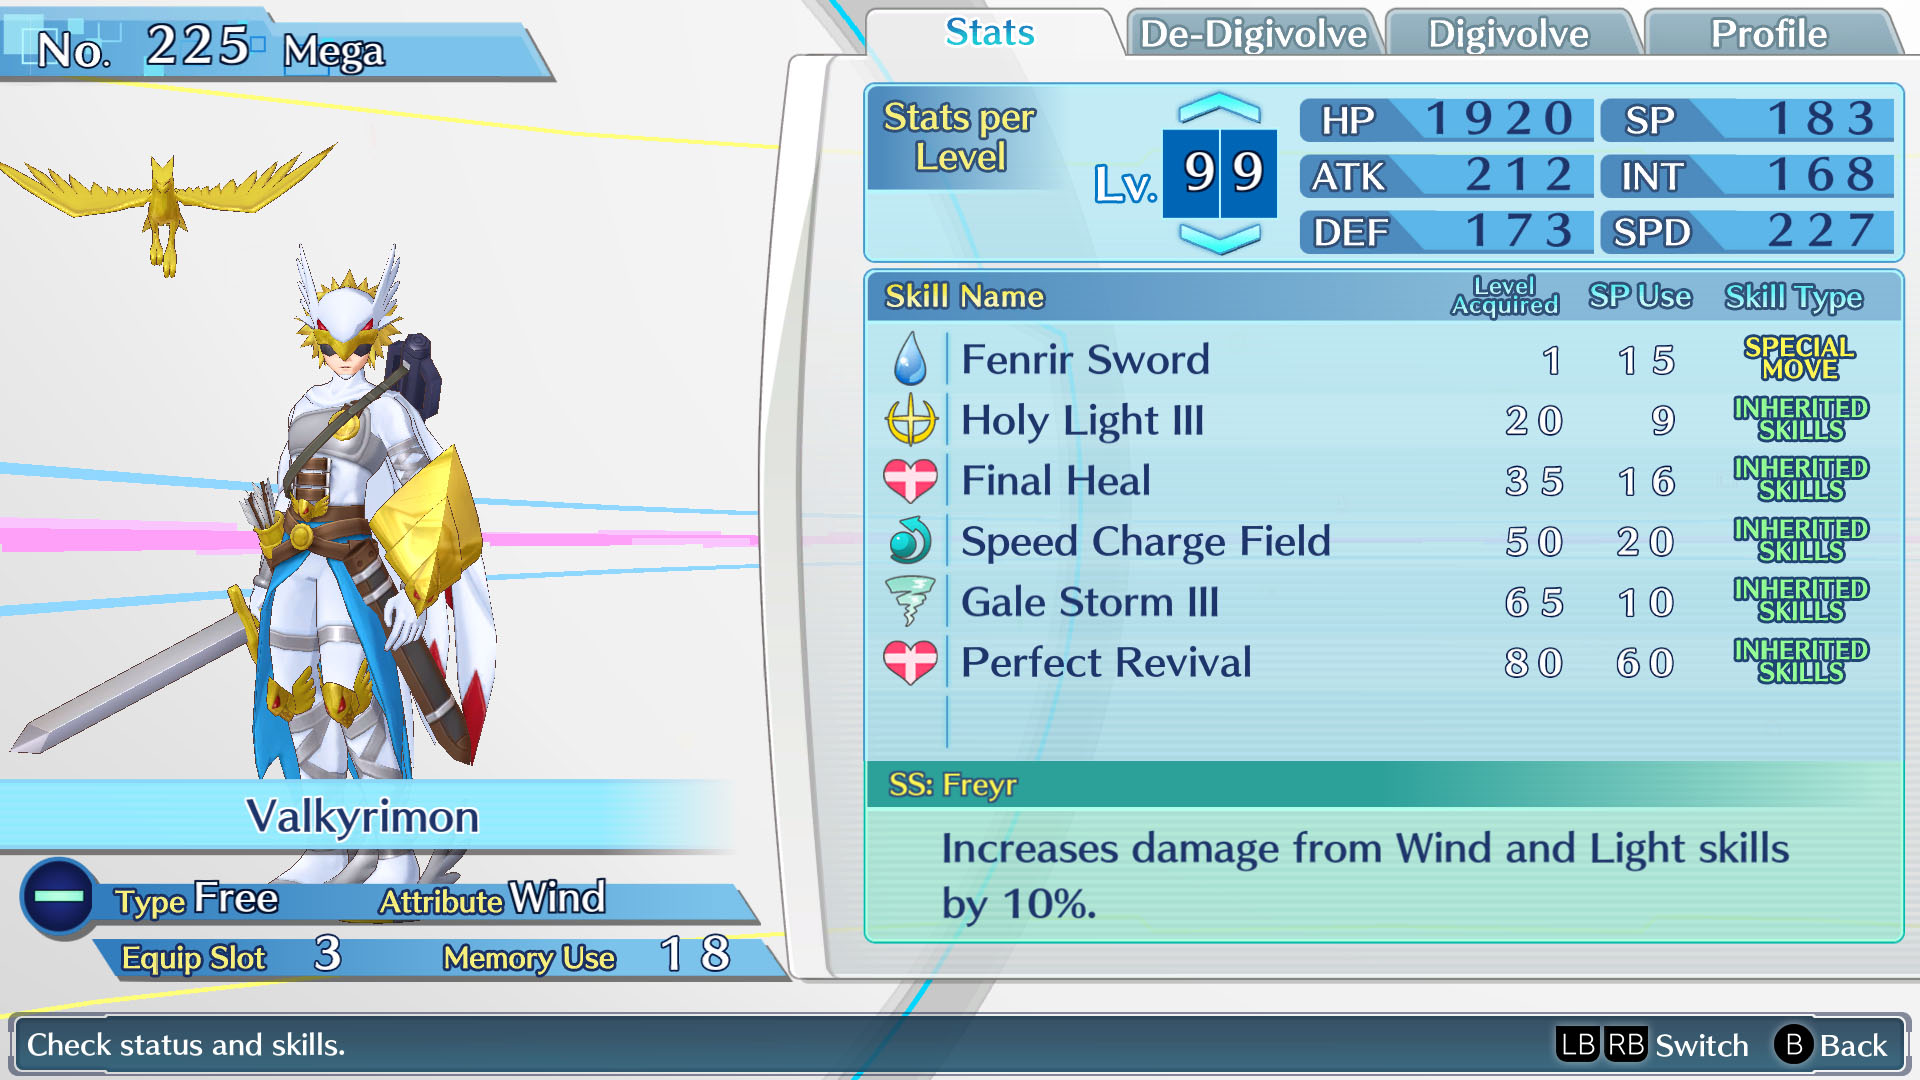 No. 225 Mega
Stats De-Digivolve Digivolve Profile
Stats per
Level
Lv. 99
HP 1920 SP 183
ATK 212 INT 168
DEF 173 SPD 227
Skill Name Level Acquired SP Use Skill Type
Fenrir Sword 1 15 SPECIAL MOVE
Holy Light III 20 9 INHERITED SKILLS
Final Heal 35 16 INHERITED SKILLS
Speed Charge Field 50 20 INHERITED SKILLS
Gale Storm III 65 10 INHERITED SKILLS
Perfect Revival 80 60 INHERITED SKILLS
SS: Freyr
Increases damage from Wind and Light skills
by 10%.
Valkyrimon
Type Free Attribute Wind
Equip Slot 3 Memory Use 18
Check status and skills.
LB RB Switch B Back